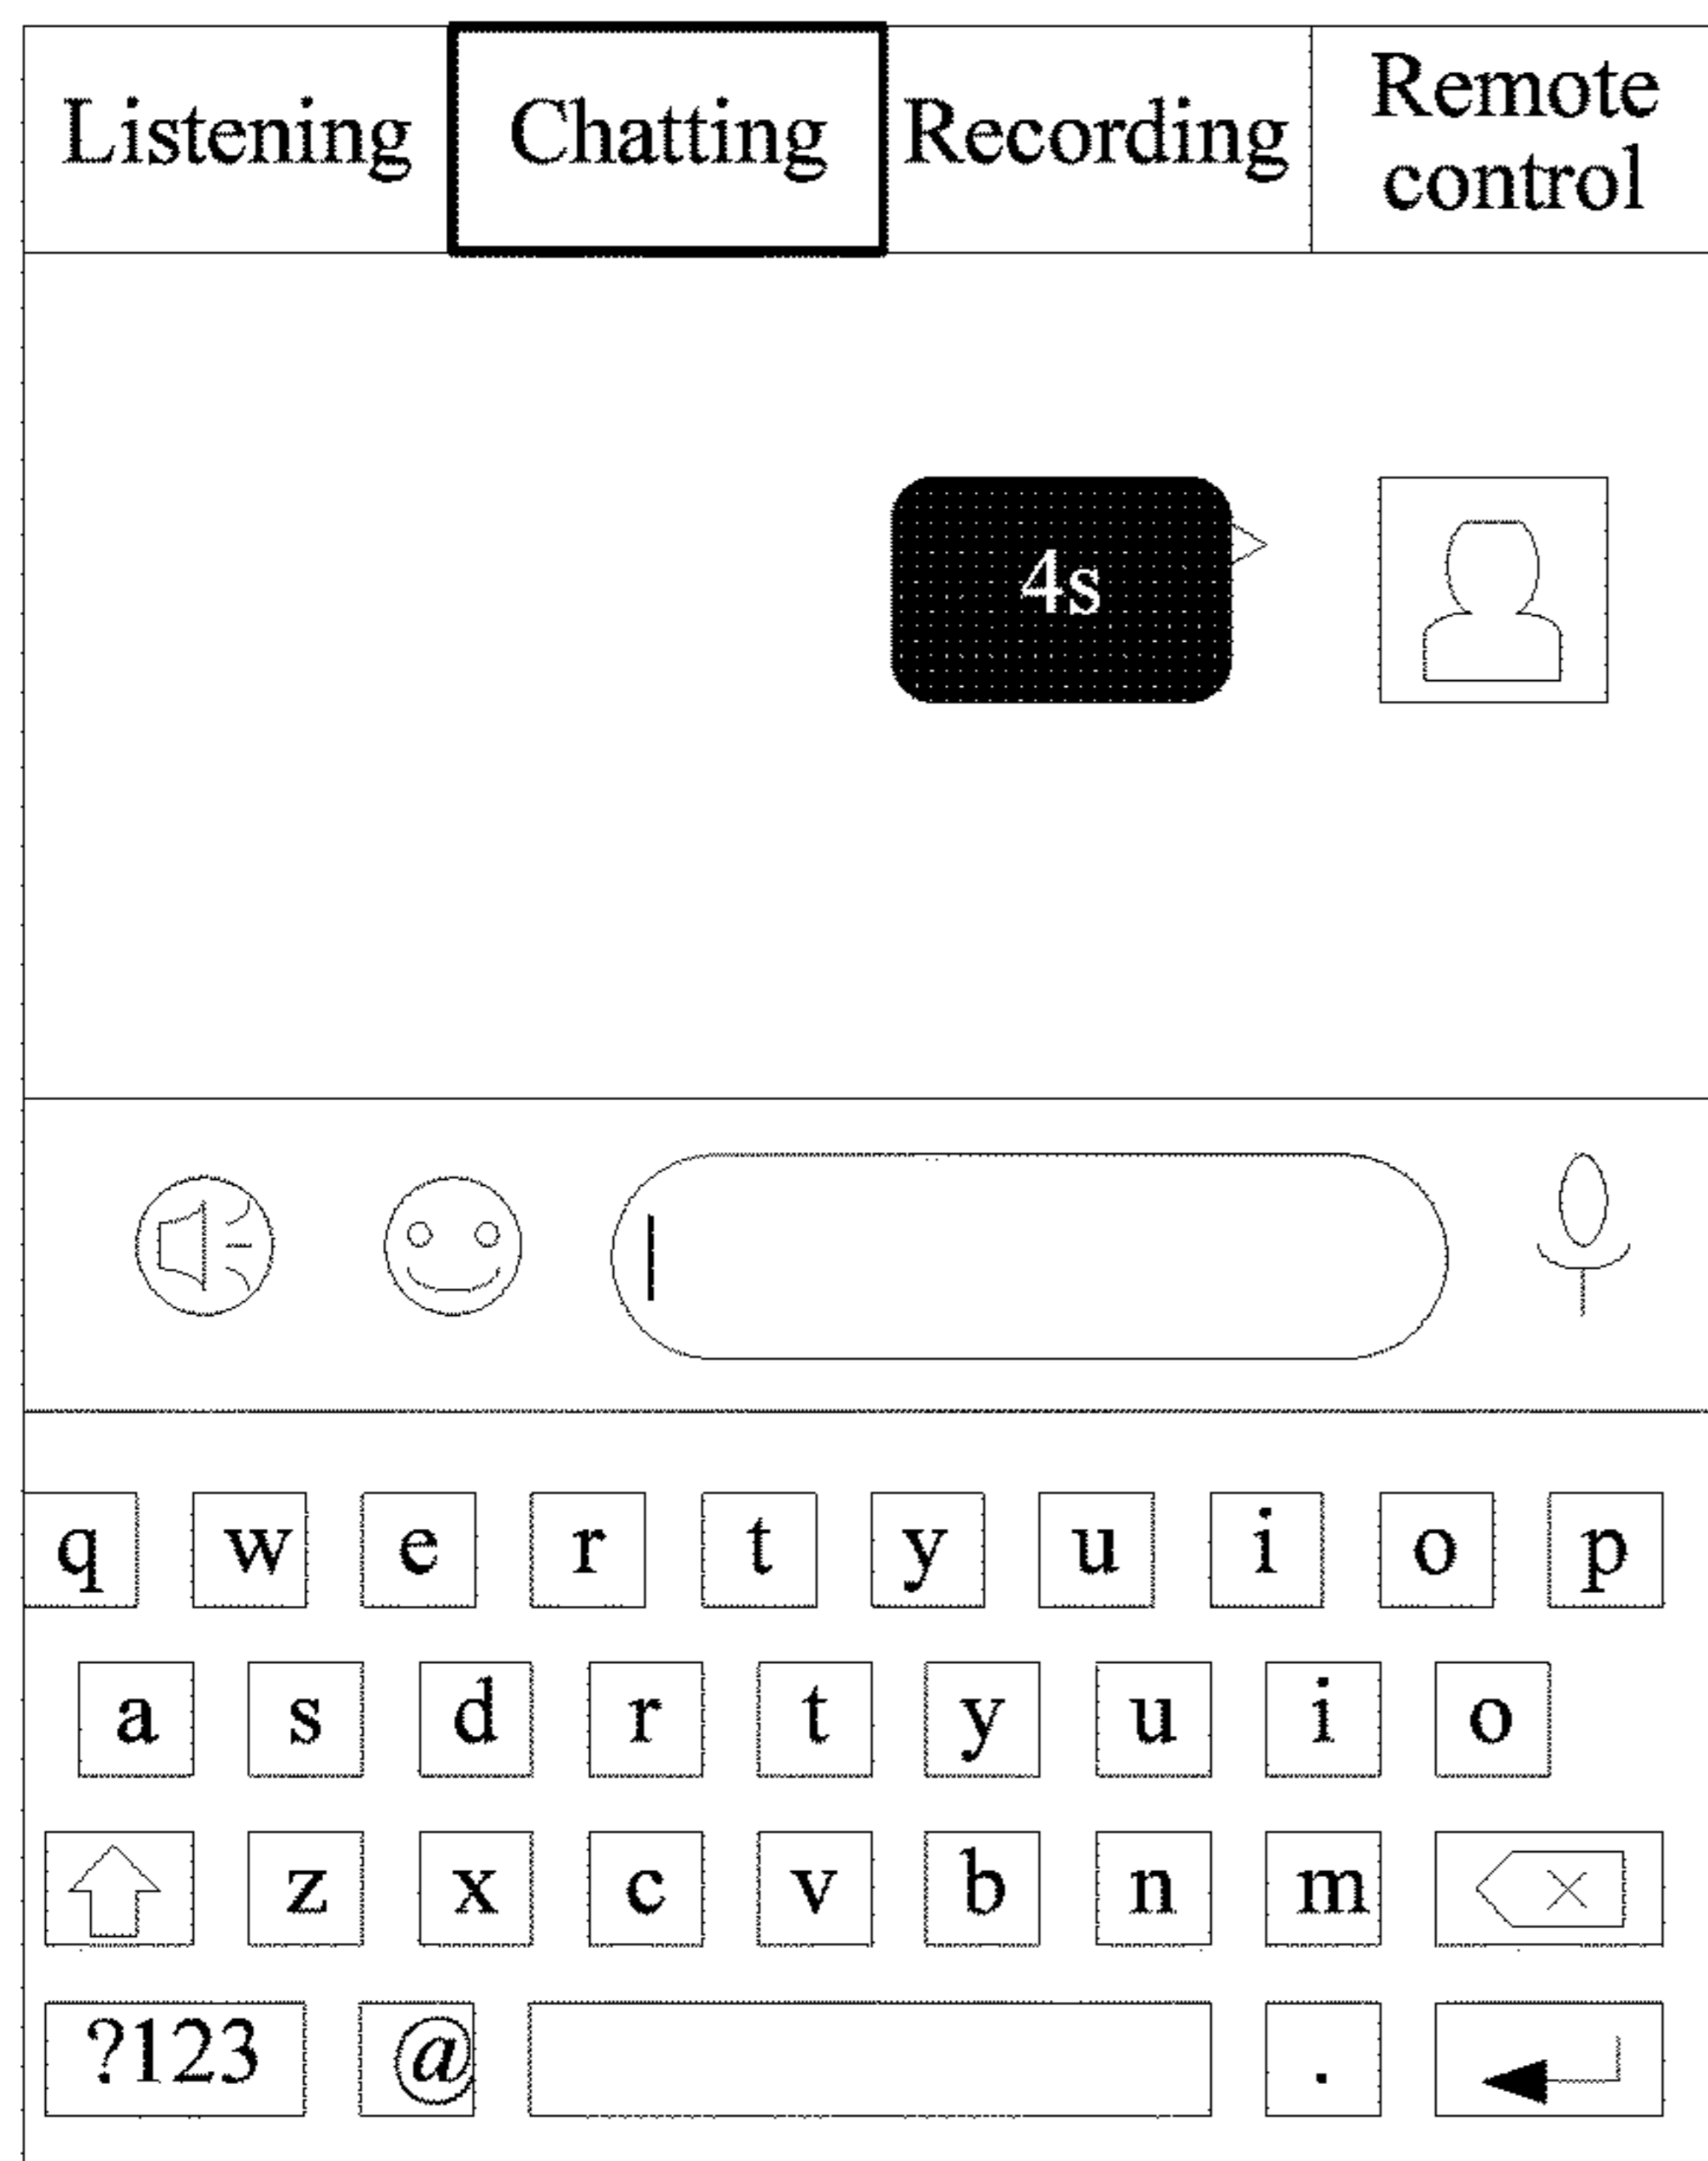 Listening Chatting Recording Remote control
4s
q w e r t y u i o p
a s d r t y u i o
z x c v b n m
?123 @ .